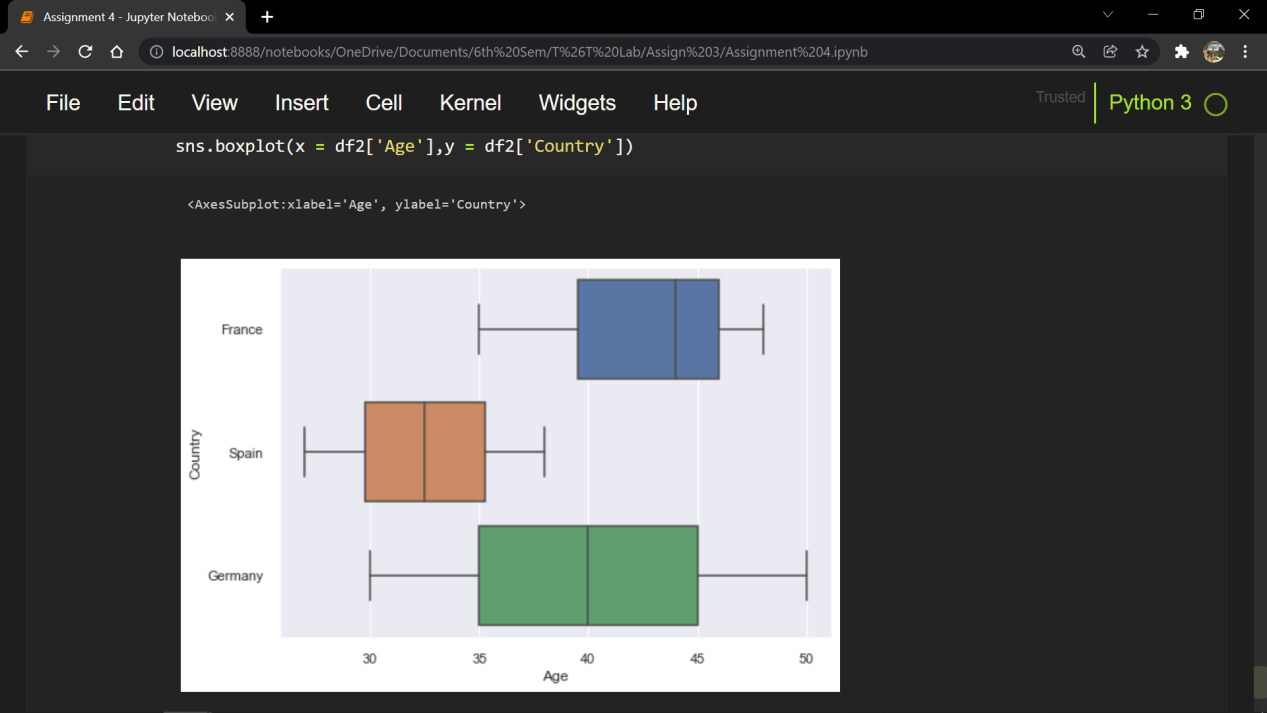 Assignment 4 - Jupyter Noteboo
localhost:8888/notebooks/OneDrive/Documents/6th%20Sem/T%26T%20Lab/Assign%203/Assignment%204.ipynb
File Edit View Insert Cell Kernel Widgets Help Trusted Python 3
sns.boxplot(x = df2['Age'],y = df2['Country'])
<AxesSubplot:xlabel='Age', ylabel='Country'>
Country
France
Spain
Germany
30 35 40 45 50
Age